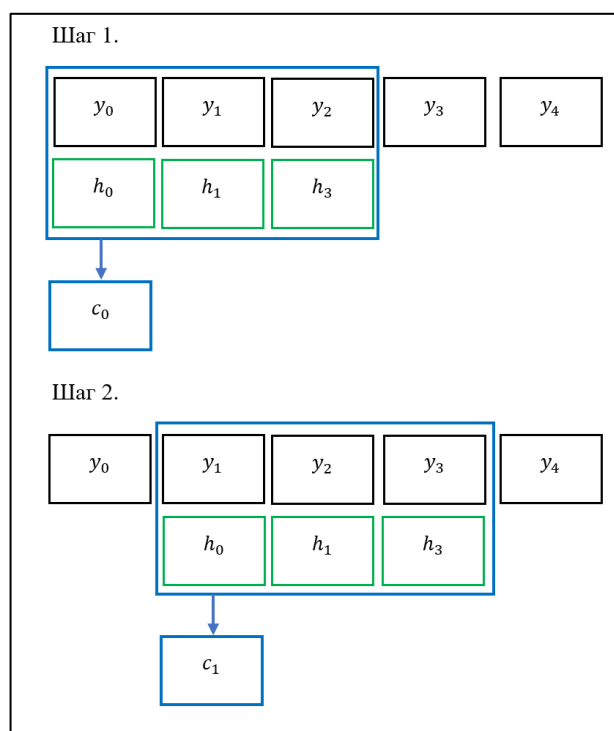 Шаг 1.
y₀ y₁ y₂ y₃ y₄
h₀ h₁ h₃
c₀
Шаг 2.
y₀ y₁ y₂ y₃ y₄
h₀ h₁ h₃
c₁